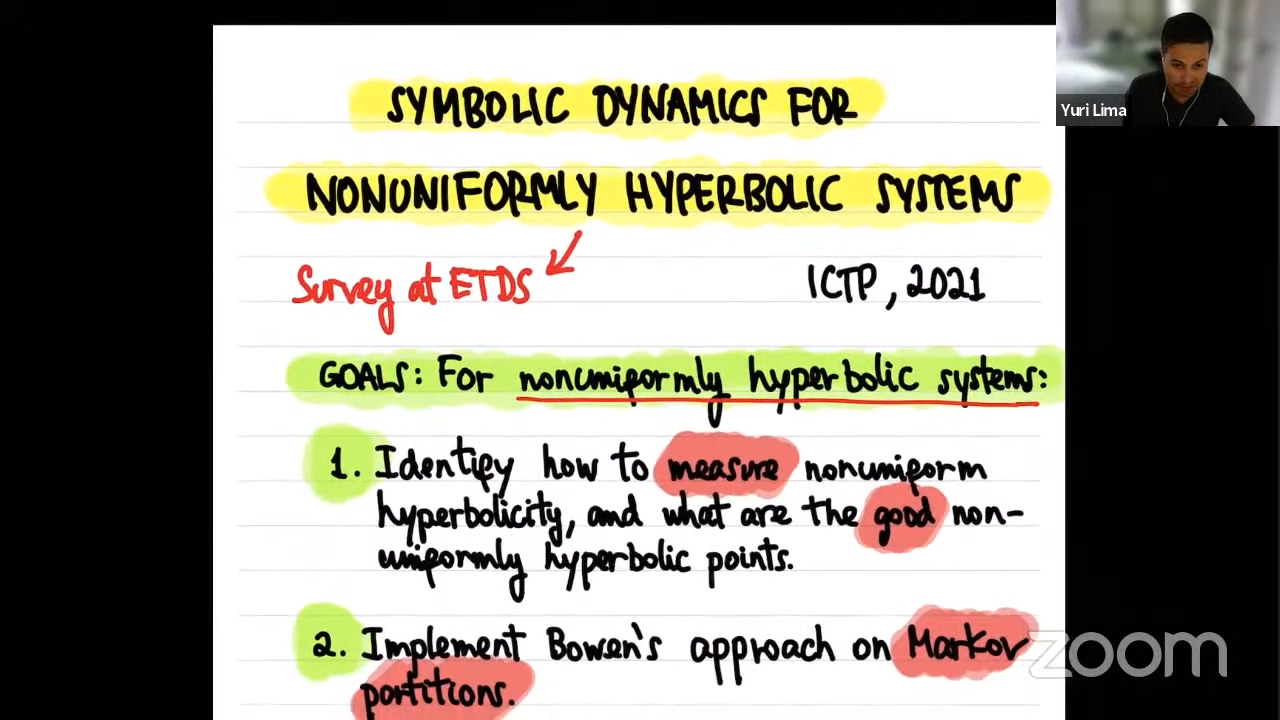 SYMBOLIC DYNAMICS FOR
NONUNIFORMLY HYPERBOLIC SYSTEMS
Survey at ETDS
ICTP, 2021
GOALS: For nonuniformly hyperbolic systems:
1. Identify how to measure nonuniform
hyperbolicity, and what are the good non-
uniformly hyperbolic points.
2. Implement Bowen's approach on Markov
partitions.
Yuri Lima
zoom